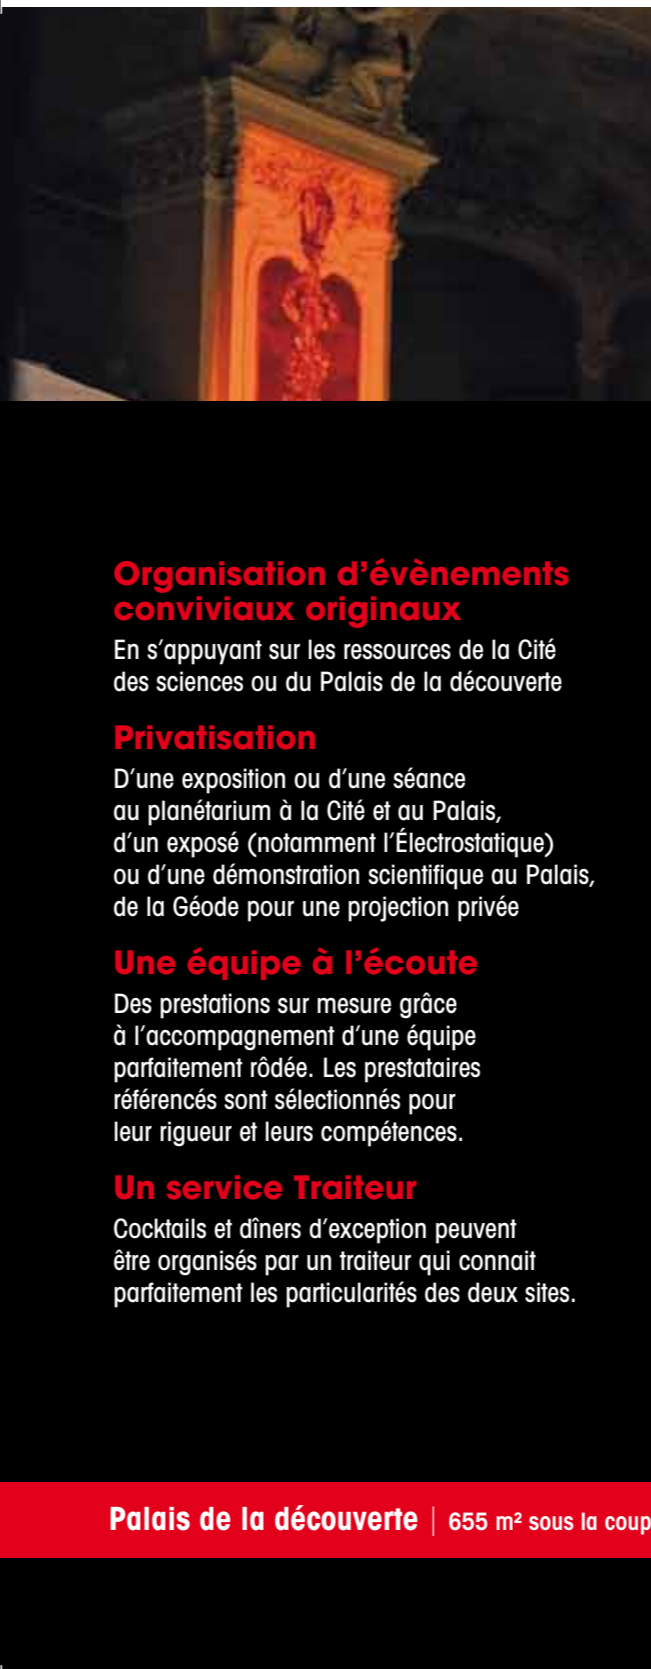 Organisation d’évènements
conviviaux originaux
En s’appuyant sur les ressources de la Cité
des sciences ou du Palais de la découverte
Privatisation
D’une exposition ou d’une séance
au planétarium à la Cité et au Palais,
d’un exposé (notamment l’Électrostatique)
ou d’une démonstration scientifique au Palais,
de la Géode pour une projection privée
Une équipe à l’écoute
Des prestations sur mesure grâce
à l’accompagnement d’une équipe
parfaitement rôdée. Les prestataires
référencés sont sélectionnés pour
leur rigueur et leurs compétences.
Un service Traiteur
Cocktails et dîners d’exception peuvent
être organisés par un traiteur qui connait
parfaitement les particularités des deux sites.
Palais de la découverte | 655 m² sous la coup